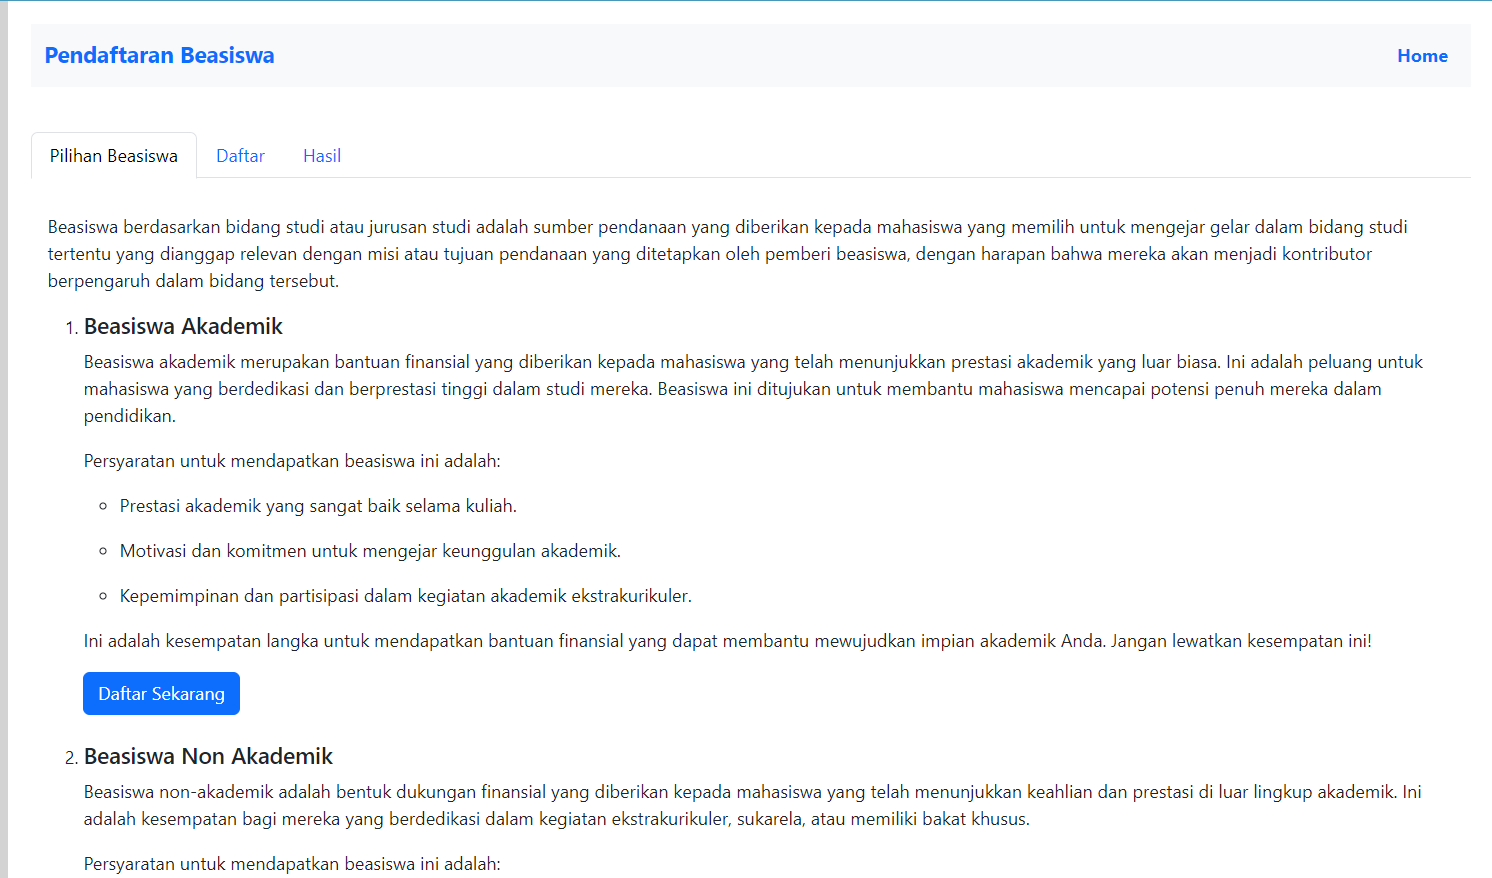 Pendaftaran Beasiswa
Home
Pilihan Beasiswa
Daftar
Hasil
Beasiswa berdasarkan bidang studi atau jurusan studi adalah sumber pendanaan yang diberikan kepada mahasiswa yang memilih untuk mengejar gelar dalam bidang studi
tertentu yang dianggap relevan dengan misi atau tujuan pendanaan yang ditetapkan oleh pemberi beasiswa, dengan harapan bahwa mereka akan menjadi kontributor
berpengaruh dalam bidang tersebut.
1. Beasiswa Akademik
Beasiswa akademik merupakan bantuan finansial yang diberikan kepada mahasiswa yang telah menunjukkan prestasi akademik yang luar biasa. Ini adalah peluang untuk
mahasiswa yang berdedikasi dan berprestasi tinggi dalam studi mereka. Beasiswa ini ditujukan untuk membantu mahasiswa mencapai potensi penuh mereka dalam
pendidikan.
Persyaratan untuk mendapatkan beasiswa ini adalah:
Prestasi akademik yang sangat baik selama kuliah.
Motivasi dan komitmen untuk mengejar keunggulan akademik.
Kepemimpinan dan partisipasi dalam kegiatan akademik ekstrakurikuler.
Ini adalah kesempatan langka untuk mendapatkan bantuan finansial yang dapat membantu mewujudkan impian akademik Anda. Jangan lewatkan kesempatan ini!
Daftar Sekarang
2. Beasiswa Non Akademik
Beasiswa non-akademik adalah bentuk dukungan finansial yang diberikan kepada mahasiswa yang telah menunjukkan keahlian dan prestasi di luar lingkup akademik. Ini
adalah kesempatan bagi mereka yang berdedikasi dalam kegiatan ekstrakurikuler, sukarela, atau memiliki bakat khusus.
Persyaratan untuk mendapatkan beasiswa ini adalah: